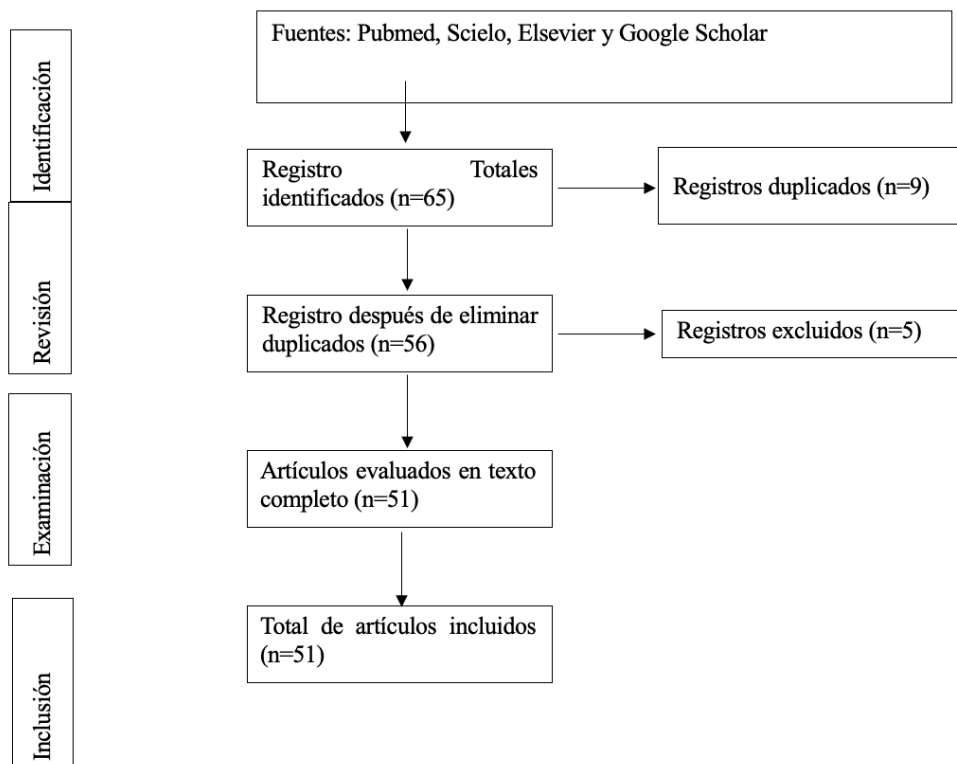 Fuentes: Pubmed, Scielo, Elsevier y Google Scholar
Identificación
Registro Totales
identificados (n=65)
Registros duplicados (n=9)
Revisión
Registro después de eliminar
duplicados (n=56)
Registros excluidos (n=5)
Examinación
Artículos evaluados en texto
completo (n=51)
Inclusión
Total de artículos incluidos
(n=51)